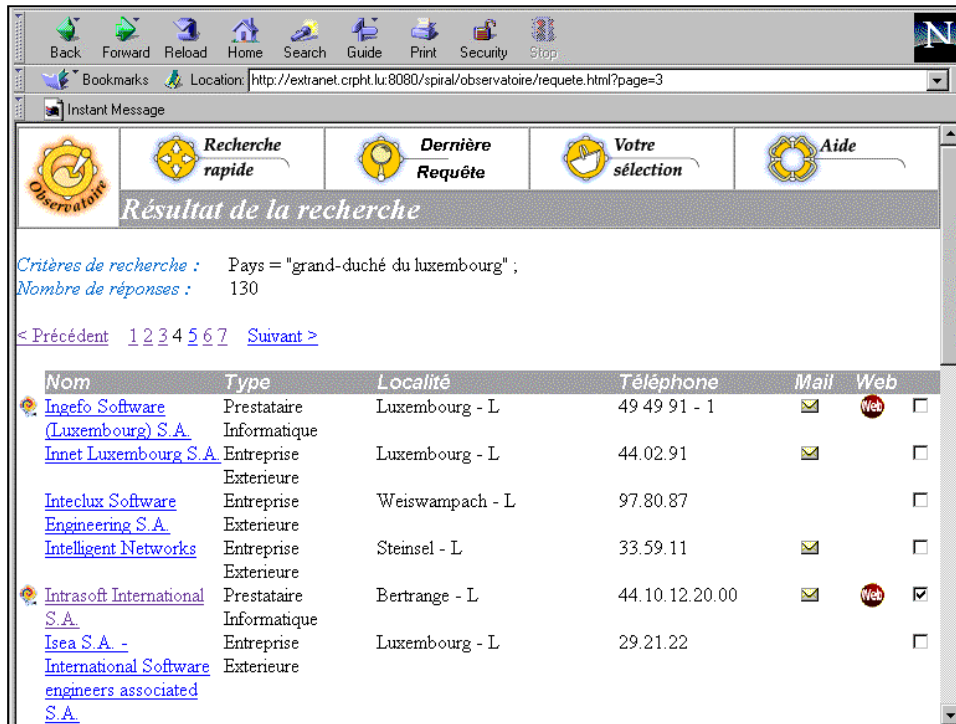 Back Forward Reload Home Search Guide Print Security Stop
N
Bookmarks Location: http://extranet.crpht.lu:8080/spiral/observatoire/requete.html?page=3
Instant Message
Observatoire
Recherche rapide
Dernière Requête
Votre sélection
Aide
Résultat de la recherche
Critères de recherche : Pays = "grand-duché du luxembourg" ;
Nombre de réponses : 130
< Précédent 1 2 3 4 5 6 7 Suivant >
Nom Type Localité Téléphone Mail Web
Ingefo Software Prestataire Luxembourg - L 49 49 91 - 1 Web
(Luxembourg) S.A. Informatique
Innet Luxembourg S.A. Entreprise Luxembourg - L 44.02.91
Exterieure
Inteclux Software Entreprise Weiswampach - L 97.80.87
Engineering S.A. Exterieure
Intelligent Networks Entreprise Steinsel - L 33.59.11
Exterieure
Intrasoft International Prestataire Bertrange - L 44.10.12.20.00 Web
S.A. Informatique
Isea S.A. - Entreprise Luxembourg - L 29.21.22
International Software Exterieure
engineers associated
S.A.